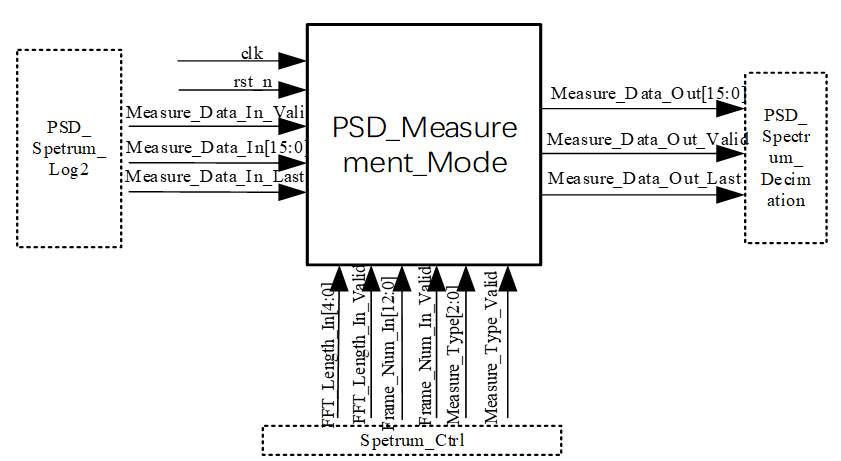 clk
rst_n
Measure_Data_In_Vali
Measure_Data_In[15:0]
Measure_Data_In_Last
PSD_
Spetrum_
Log2
PSD_Measure
ment_Mode
Measure_Data_Out[15:0]
Measure_Data_Out_Valid
Measure_Data_Out_Last
PSD_
Spectr
um_
Decim
ation
FFT_Length_In[4:0]
FFT_Length_In_Valid
Frame_Num_In[12:0]
Frame_Num_In_Valid
Measure_Type[2:0]
Measure_Type_Valid
Spetrum_Ctrl